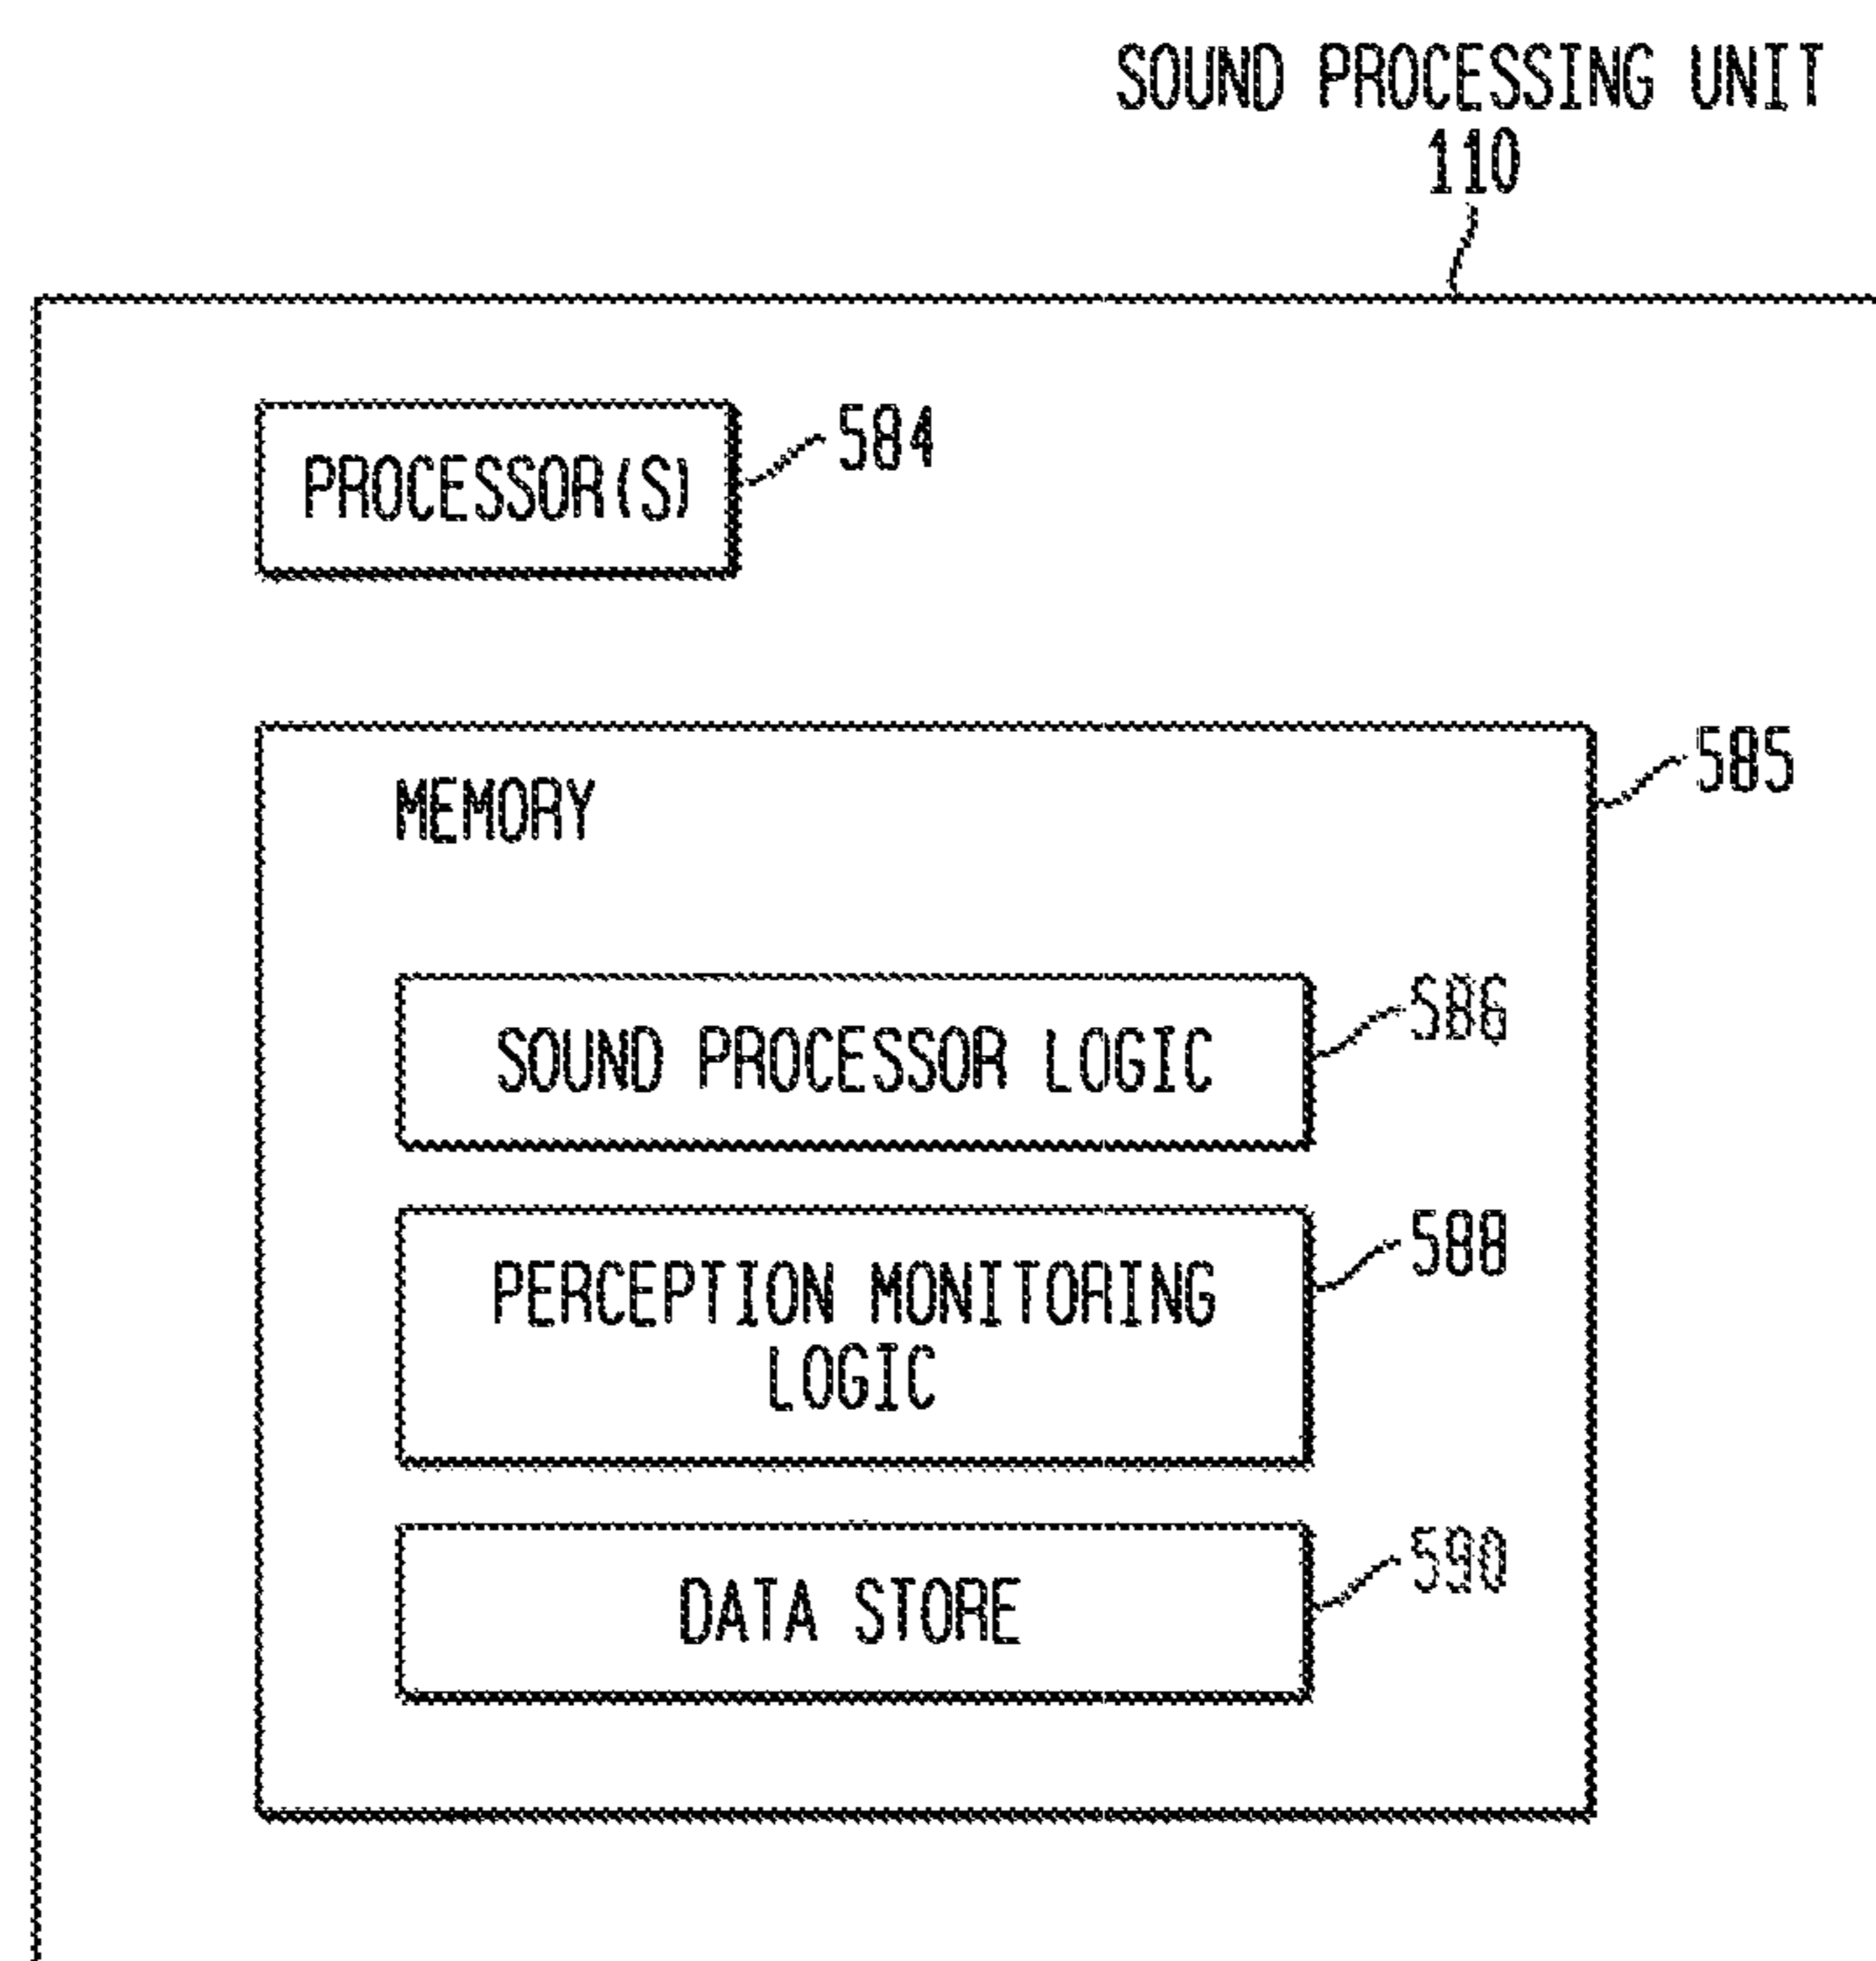 SOUND PROCESSING UNIT
110
PROCESSOR(S)
584
585
MEMORY
SOUND PROCESSOR LOGIC
586
PERCEPTION MONITORING
LOGIC
588
DATA STORE
590